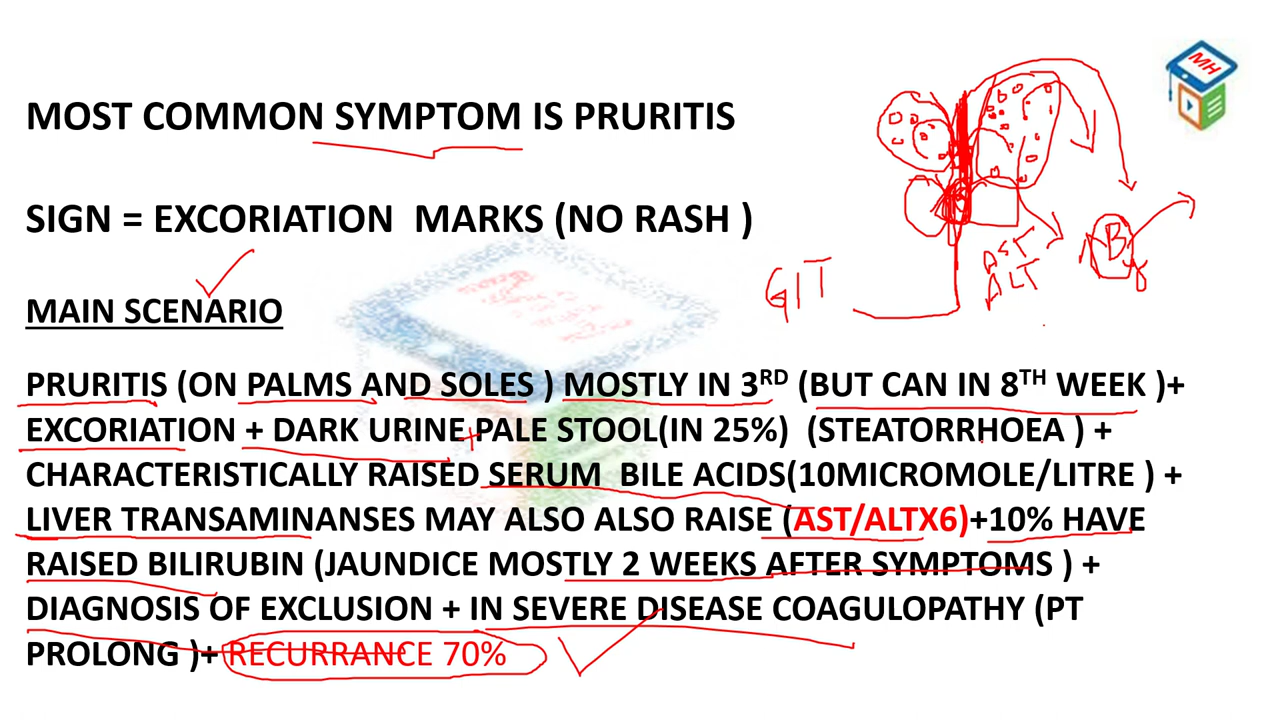 MH
MOST COMMON SYMPTOM IS PRURITIS
SIGN = EXCORIATION MARKS (NO RASH )
MAIN SCENARIO
GIT
AST
ALT
B
PRURITIS (ON PALMS AND SOLES ) MOSTLY IN 3RD (BUT CAN IN 8TH WEEK )+
EXCORIATION + DARK URINE+PALE STOOL(IN 25%) (STEATORRHOEA ) +
CHARACTERISTICALLY RAISED SERUM BILE ACIDS(10MICROMOLE/LITRE ) +
LIVER TRANSAMINANSES MAY ALSO ALSO RAISE (AST/ALTX6)+10% HAVE
RAISED BILIRUBIN (JAUNDICE MOSTLY 2 WEEKS AFTER SYMPTOMS ) +
DIAGNOSIS OF EXCLUSION + IN SEVERE DISEASE COAGULOPATHY (PT
PROLONG )+ RECURRANCE 70%